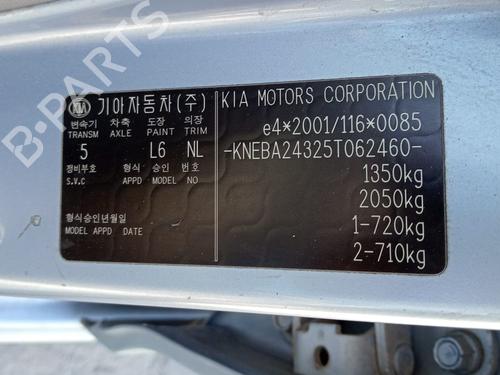 KIA 기아자동차(주) KIA MOTORS CORPORATION
변속기 차축 도장 의장
TRANSM AXLE PAINT TRIM
e4*2001/116*0085
5 L6 NL
-KNEBA24325T062460-
정비부호 형식 승인 번호
S.V.C APPD MODEL NO
1350kg
2050kg
형식승인년월일
MODEL APPD DATE
1-720kg
2-710kg
B-PARTS